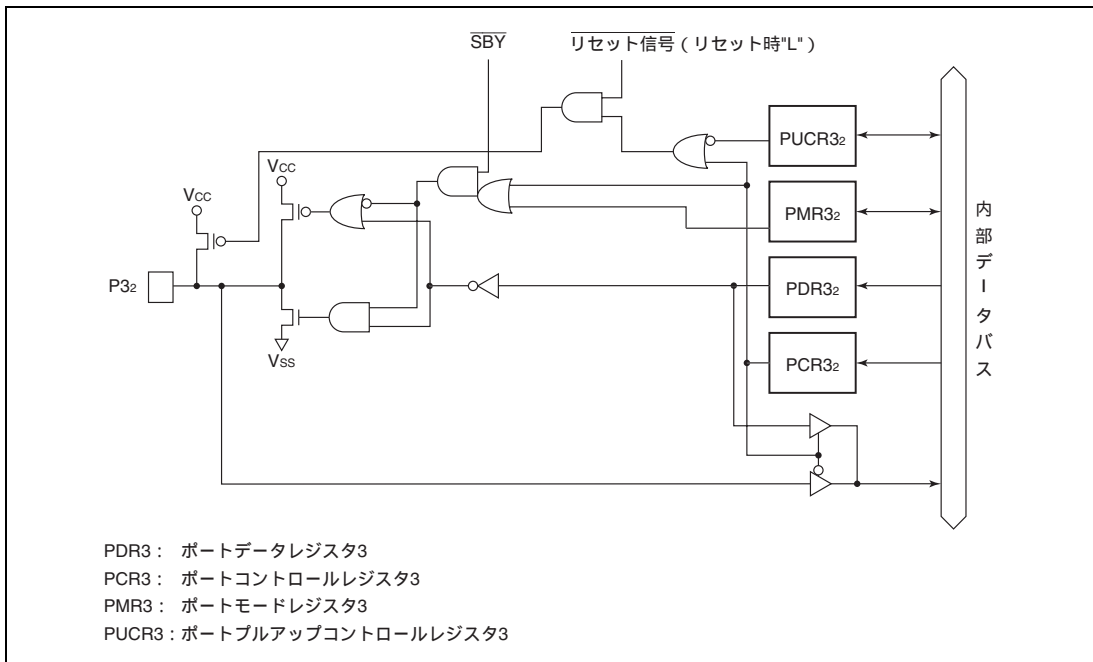 SBY
リセット信号（リセット時"L"）
PUCR32
VCC
PMR32
VCC
内部データバス
P32
PDR32
VSS
PCR32
PDR3： ポートデータレジスタ3
PCR3： ポートコントロールレジスタ3
PMR3： ポートモードレジスタ3
PUCR3：ポートプルアップコントロールレジスタ3